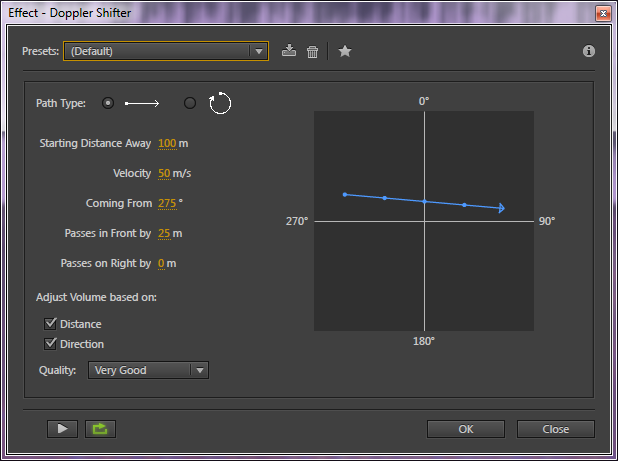 Effect - Doppler Shifter
Presets: (Default)
Path Type:
Starting Distance Away 100 m
Velocity 50 m/s
Coming From 275 °
Passes in Front by 25 m
Passes on Right by 0 m
Adjust Volume based on:
Distance
Direction
Quality: Very Good
0°
270°
90°
180°
OK
Close